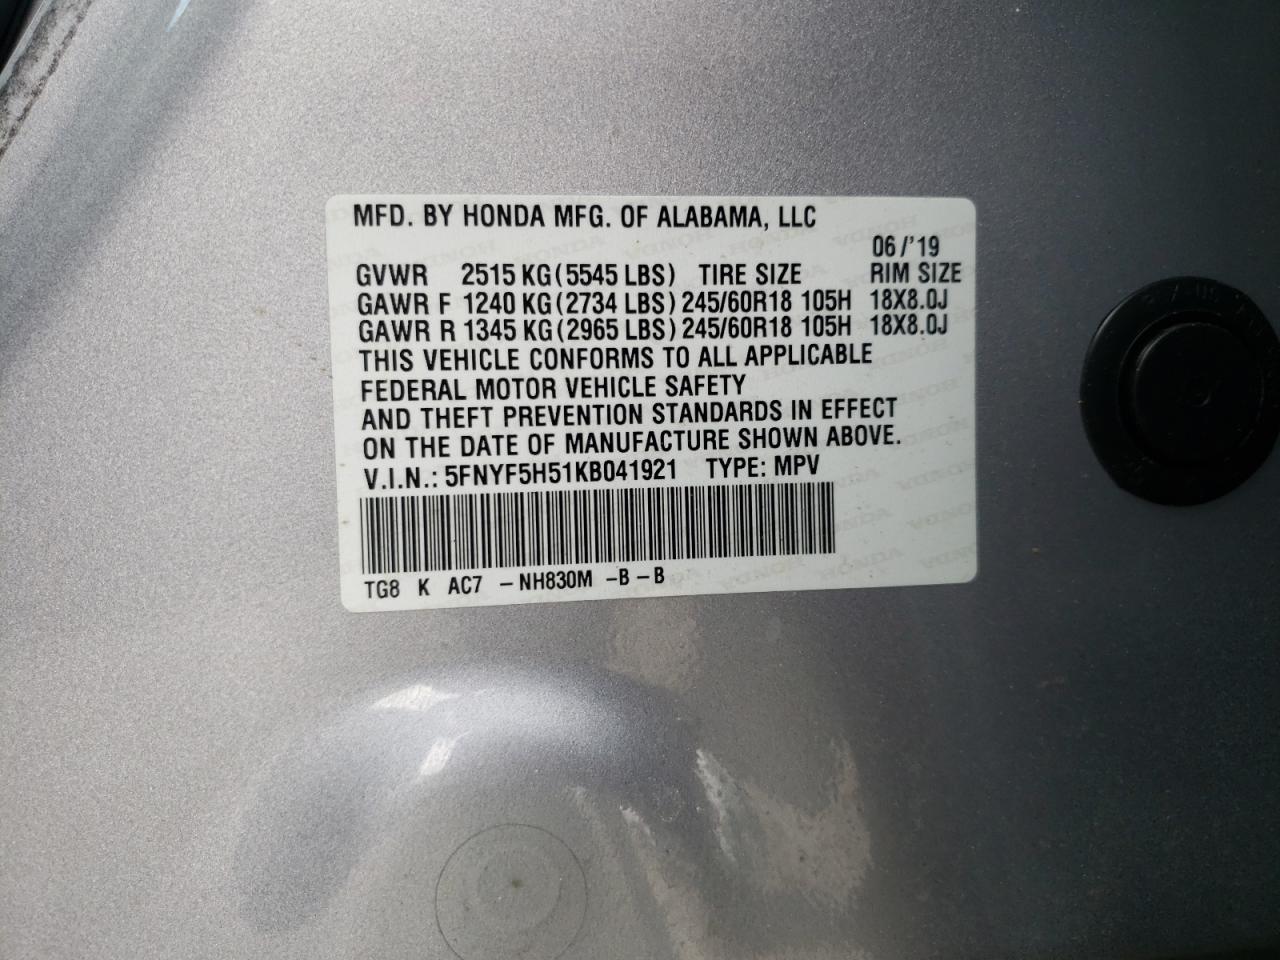 MFD. BY HONDA MFG. OF ALABAMA, LLC
06/'19
GVWR 2515 KG (5545 LBS) TIRE SIZE RIM SIZE
GAWR F 1240 KG (2734 LBS) 245/60R18 105H 18X8.0J
GAWR R 1345 KG (2965 LBS) 245/60R18 105H 18X8.0J
THIS VEHICLE CONFORMS TO ALL APPLICABLE
FEDERAL MOTOR VEHICLE SAFETY
AND THEFT PREVENTION STANDARDS IN EFFECT
ON THE DATE OF MANUFACTURE SHOWN ABOVE.
V.I.N.: 5FNYF5H51KB041921 TYPE: MPV
TG8 K AC7 -NH830M -B-B